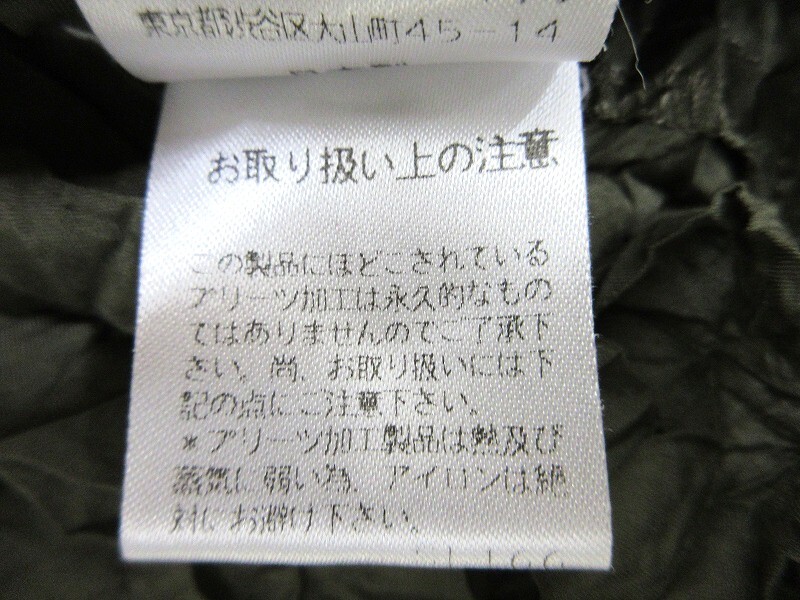 東京都渋谷区大山町45-14
お取り扱い上の注意
この製品にほどこされている
プリーツ加工は永久的なもの
ではありませんのでご了承下
さい。尚、お取り扱いには下
記の点にご注意下さい。
*プリーツ加工製品は熱及び
蒸気に弱い為、アイロンは絶
対にお避け下さい。